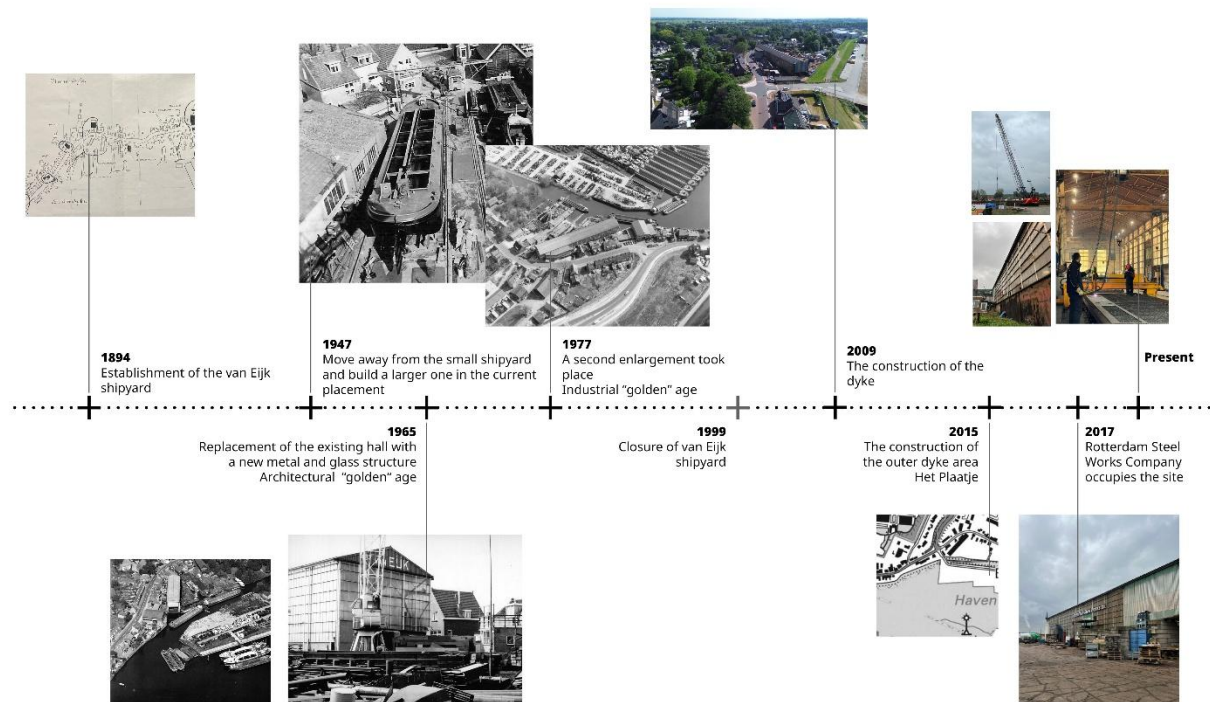 1894
Establishment of the van Eijk
shipyard
1947
Move away from the small shipyard
and build a larger one in the current
placement
1977
A second enlargement took
place
Industrial "golden" age
2009
The construction of the
dyke
Present
1965
Replacement of the existing hall with
a new metal and glass structure
Architectural "golden" age
1999
Closure of van Eijk
shipyard
2015
The construction of
the outer dyke area
Het Plaatje
2017
Rotterdam Steel
Works Company
occupies the site
EIJK
Haven